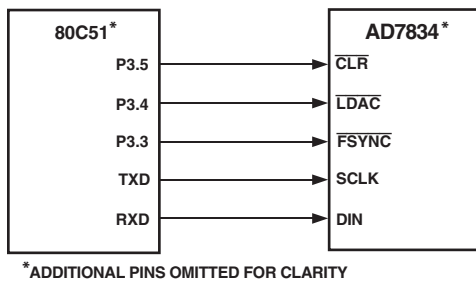 80C51*
AD7834*
P3.5
CLR
P3.4
LDAC
P3.3
FSYNC
TXD
SCLK
RXD
DIN
*ADDITIONAL PINS OMITTED FOR CLARITY